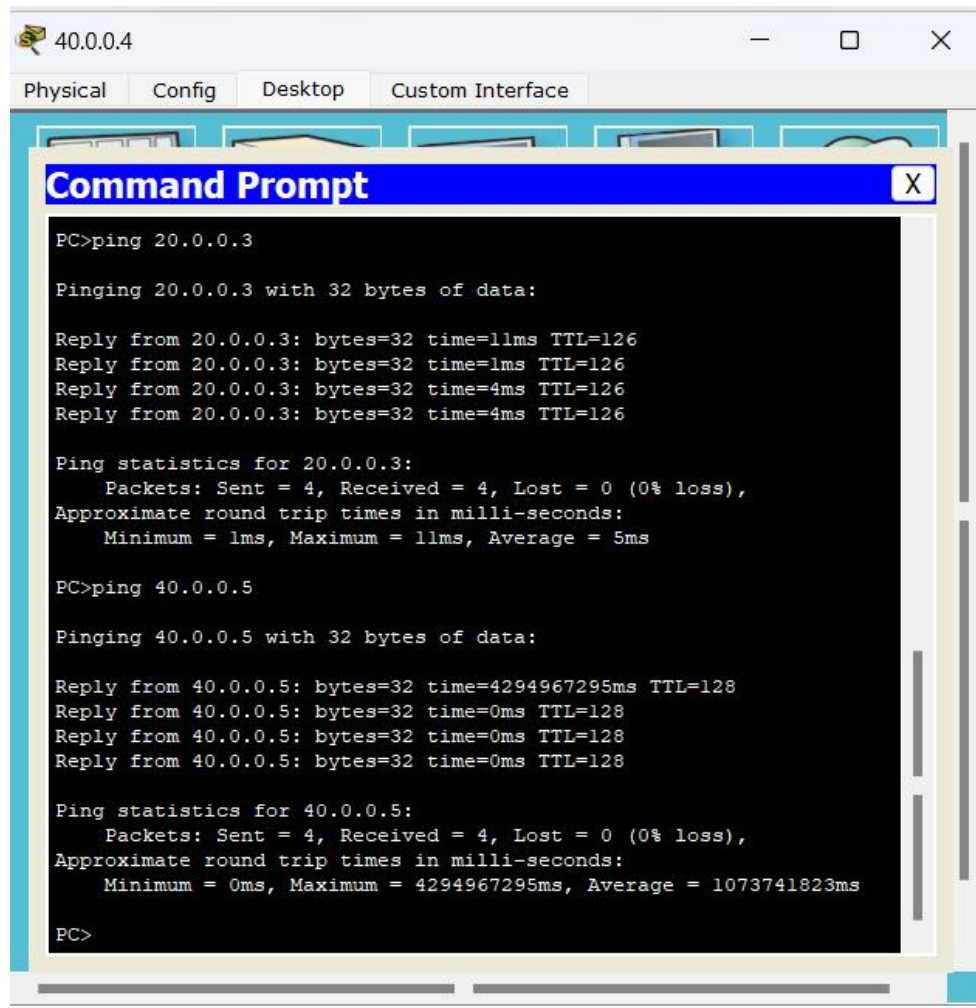 40.0.0.4
Physical Config Desktop Custom Interface
Command Prompt X
PC>ping 20.0.0.3
Pinging 20.0.0.3 with 32 bytes of data:
Reply from 20.0.0.3: bytes=32 time=11ms TTL=126
Reply from 20.0.0.3: bytes=32 time=1ms TTL=126
Reply from 20.0.0.3: bytes=32 time=4ms TTL=126
Reply from 20.0.0.3: bytes=32 time=4ms TTL=126
Ping statistics for 20.0.0.3:
Packets: Sent = 4, Received = 4, Lost = 0 (0% loss),
Approximate round trip times in milli-seconds:
Minimum = 1ms, Maximum = 11ms, Average = 5ms
PC>ping 40.0.0.5
Pinging 40.0.0.5 with 32 bytes of data:
Reply from 40.0.0.5: bytes=32 time=4294967295ms TTL=128
Reply from 40.0.0.5: bytes=32 time=0ms TTL=128
Reply from 40.0.0.5: bytes=32 time=0ms TTL=128
Reply from 40.0.0.5: bytes=32 time=0ms TTL=128
Ping statistics for 40.0.0.5:
Packets: Sent = 4, Received = 4, Lost = 0 (0% loss),
Approximate round trip times in milli-seconds:
Minimum = 0ms, Maximum = 4294967295ms, Average = 1073741823ms
PC>